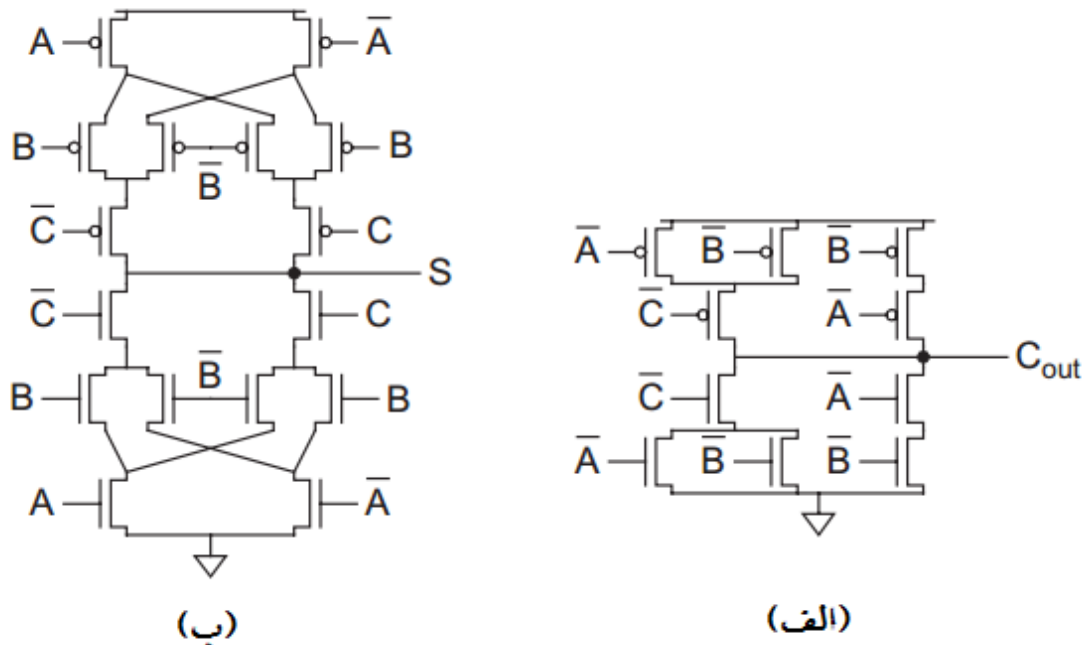 A Ā
B B̄ B
C̄ C
S
C̄ C
B B̄ B
A Ā
(ب)
Ā B̄ B̄
C̄ Ā
Cout
C̄ Ā
Ā B̄ B̄
(الف)